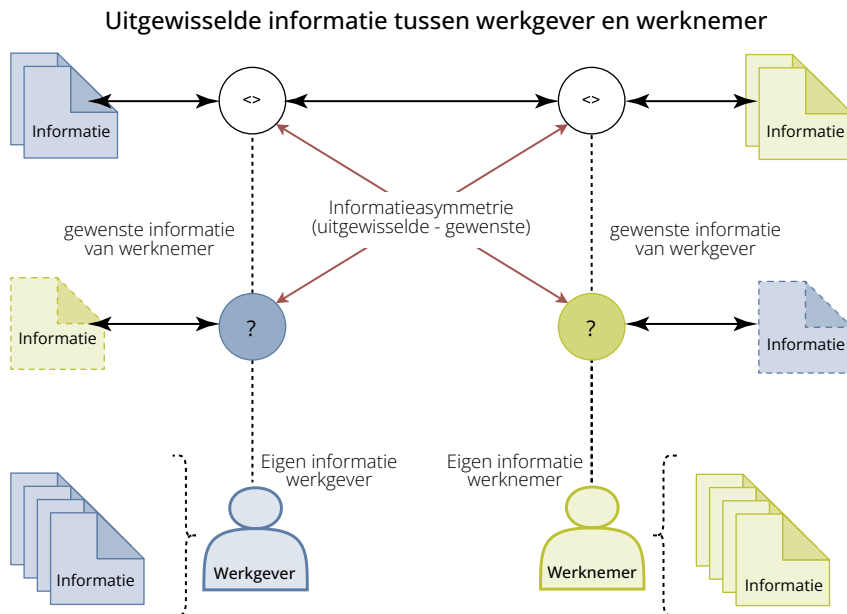 Uitgewisselde informatie tussen werkgever en werknemer
<>
<>
Informatie
Informatie
Informatieasymmetrie
(uitgewisselde - gewenste)
gewenste informatie
van werknemer
gewenste informatie
van werkgever
?
?
Informatie
Informatie
Eigen informatie
werkgever
Eigen informatie
werknemer
Informatie
Werkgever
Werknemer
Informatie